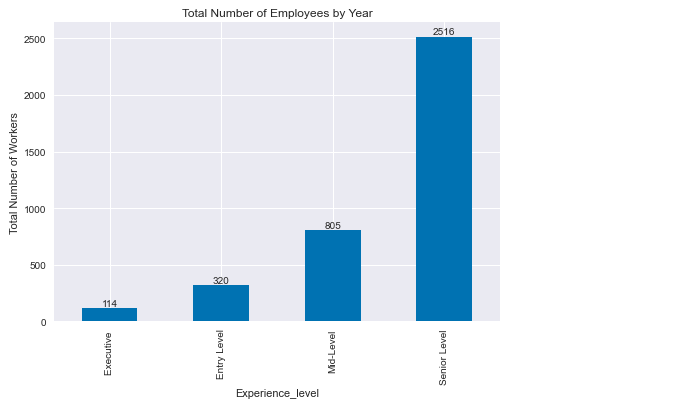 Total Number of Employees by Year
Total Number of Workers
2500
2000
1500
1000
500
0
114
320
805
2516
Executive
Entry Level
Mid-Level
Senior Level
Experience_level